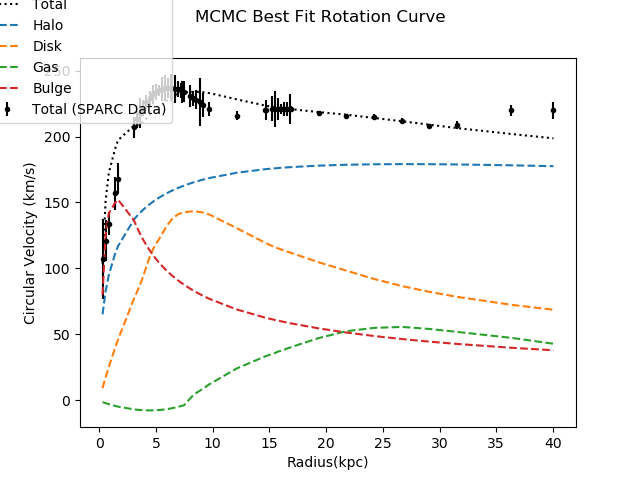 MCMC Best Fit Rotation Curve
Total
Halo
Disk
Gas
Bulge
Total (SPARC Data)
Circular Velocity (km/s)
250
200
150
100
50
0
0 5 10 15 20 25 30 35 40
Radius(kpc)